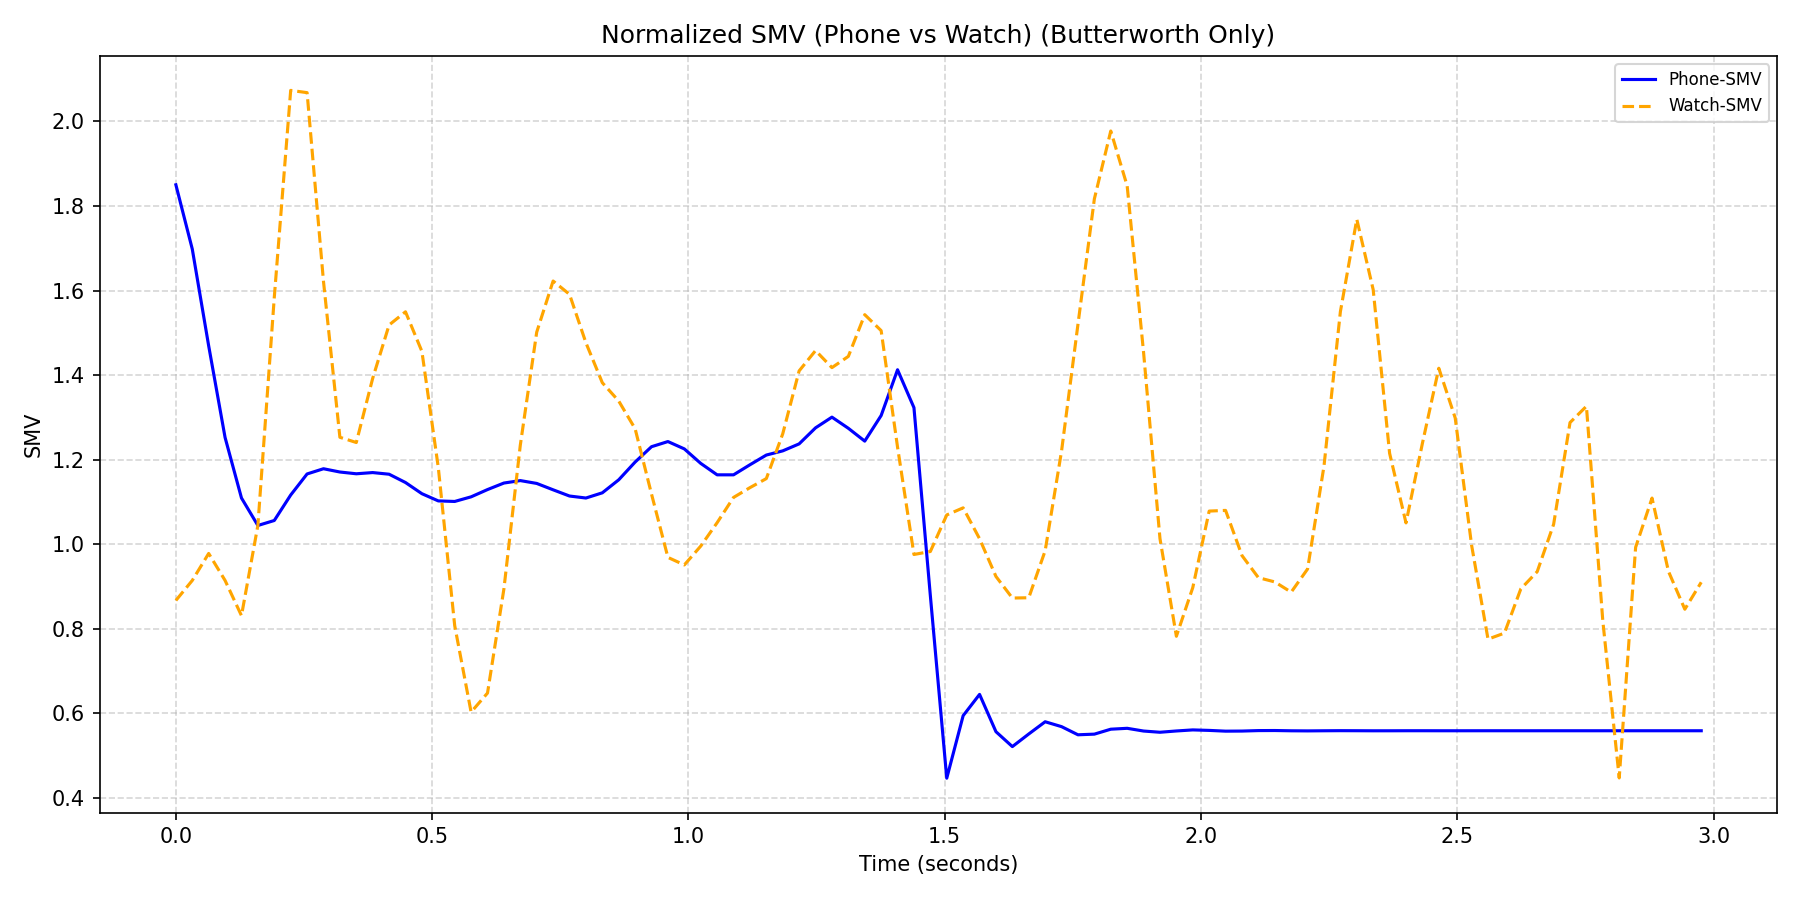 Normalized SMV (Phone vs Watch) (Butterworth Only)
Phone-SMV
Watch-SMV
SMV
2.0
1.8
1.6
1.4
1.2
1.0
0.8
0.6
0.4
0.0 0.5 1.0 1.5 2.0 2.5 3.0
Time (seconds)